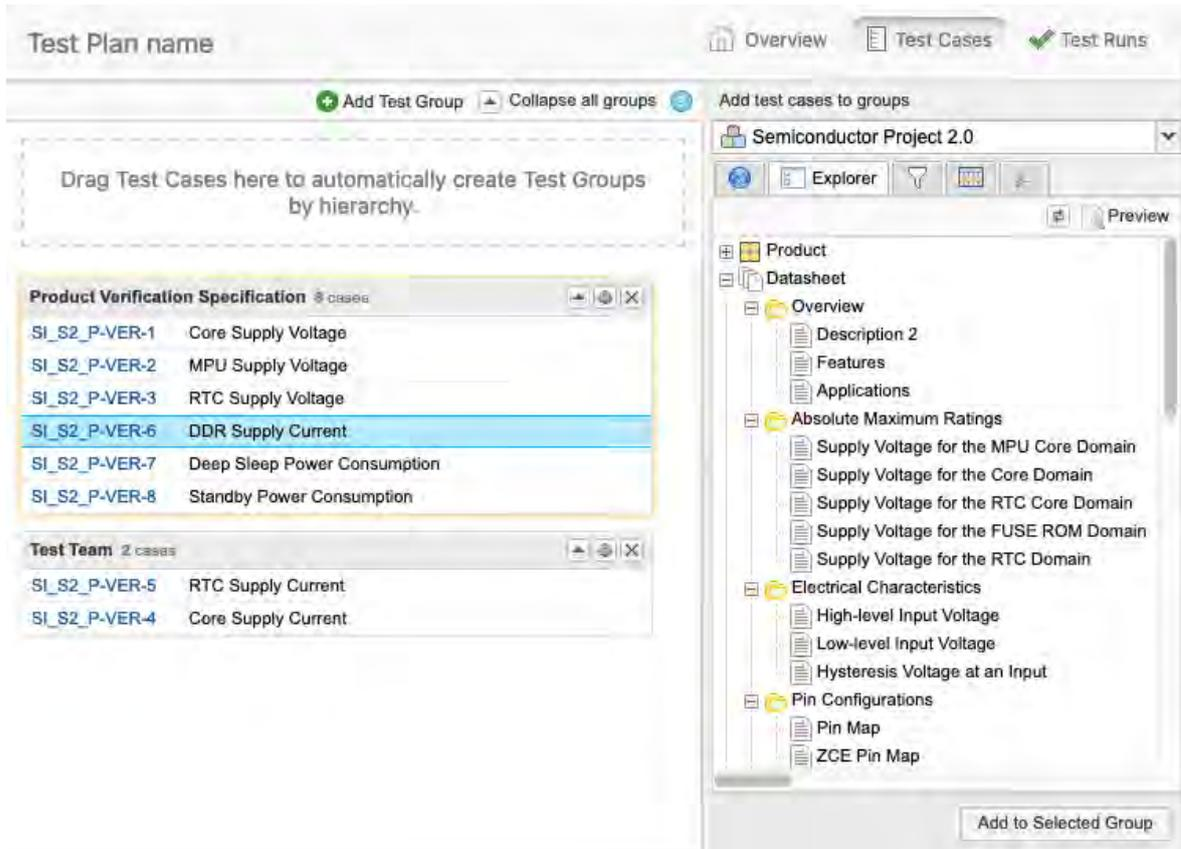 Test Plan name
Overview
Test Cases
Test Runs
Add Test Group
Collapse all groups
Add test cases to groups
Semiconductor Project 2.0
Drag Test Cases here to automatically create Test Groups
by hierarchy.
Explorer
Preview
Product Verification Specification 8 cases
SI_S2_P-VER-1 Core Supply Voltage
SI_S2_P-VER-2 MPU Supply Voltage
SI_S2_P-VER-3 RTC Supply Voltage
SI_S2_P-VER-6 DDR Supply Current
SI_S2_P-VER-7 Deep Sleep Power Consumption
SI_S2_P-VER-8 Standby Power Consumption
Test Team 2 cases
SI_S2_P-VER-5 RTC Supply Current
SI_S2_P-VER-4 Core Supply Current
Product
Datasheet
Overview
Description 2
Features
Applications
Absolute Maximum Ratings
Supply Voltage for the MPU Core Domain
Supply Voltage for the Core Domain
Supply Voltage for the RTC Core Domain
Supply Voltage for the FUSE ROM Domain
Supply Voltage for the RTC Domain
Electrical Characteristics
High-level Input Voltage
Low-level Input Voltage
Hysteresis Voltage at an Input
Pin Configurations
Pin Map
ZCE Pin Map
Add to Selected Group